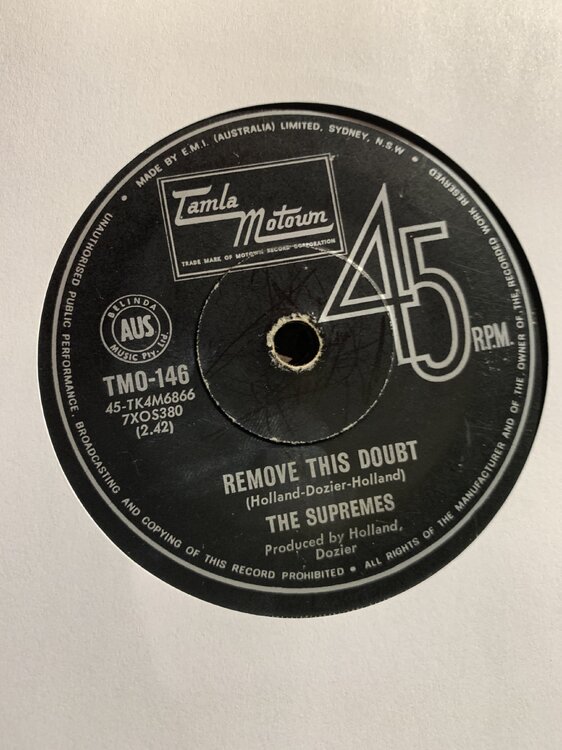 • MADE BY E.M.I. (AUSTRALIA) LIMITED, SYDNEY, N.S.W •
Tamla
Motown
TRADE MARK OF MOTOWN RECORD CORPORATION
45
R.P.M.
BELINDA
AUS
MUSIC Pty. Ltd.
TMO-146
45-TK4M6866
7XOS380
(2.42)
REMOVE THIS DOUBT
(Holland-Dozier-Holland)
THE SUPREMES
Produced by Holland,
Dozier
UNAUTHORISED PUBLIC PERFORMANCE, BROADCASTING AND COPYING OF THIS RECORD PROHIBITED • ALL RIGHTS OF THE MANUFACTURER AND OF THE OWNER OF THE RECORDED WORK RESERVED